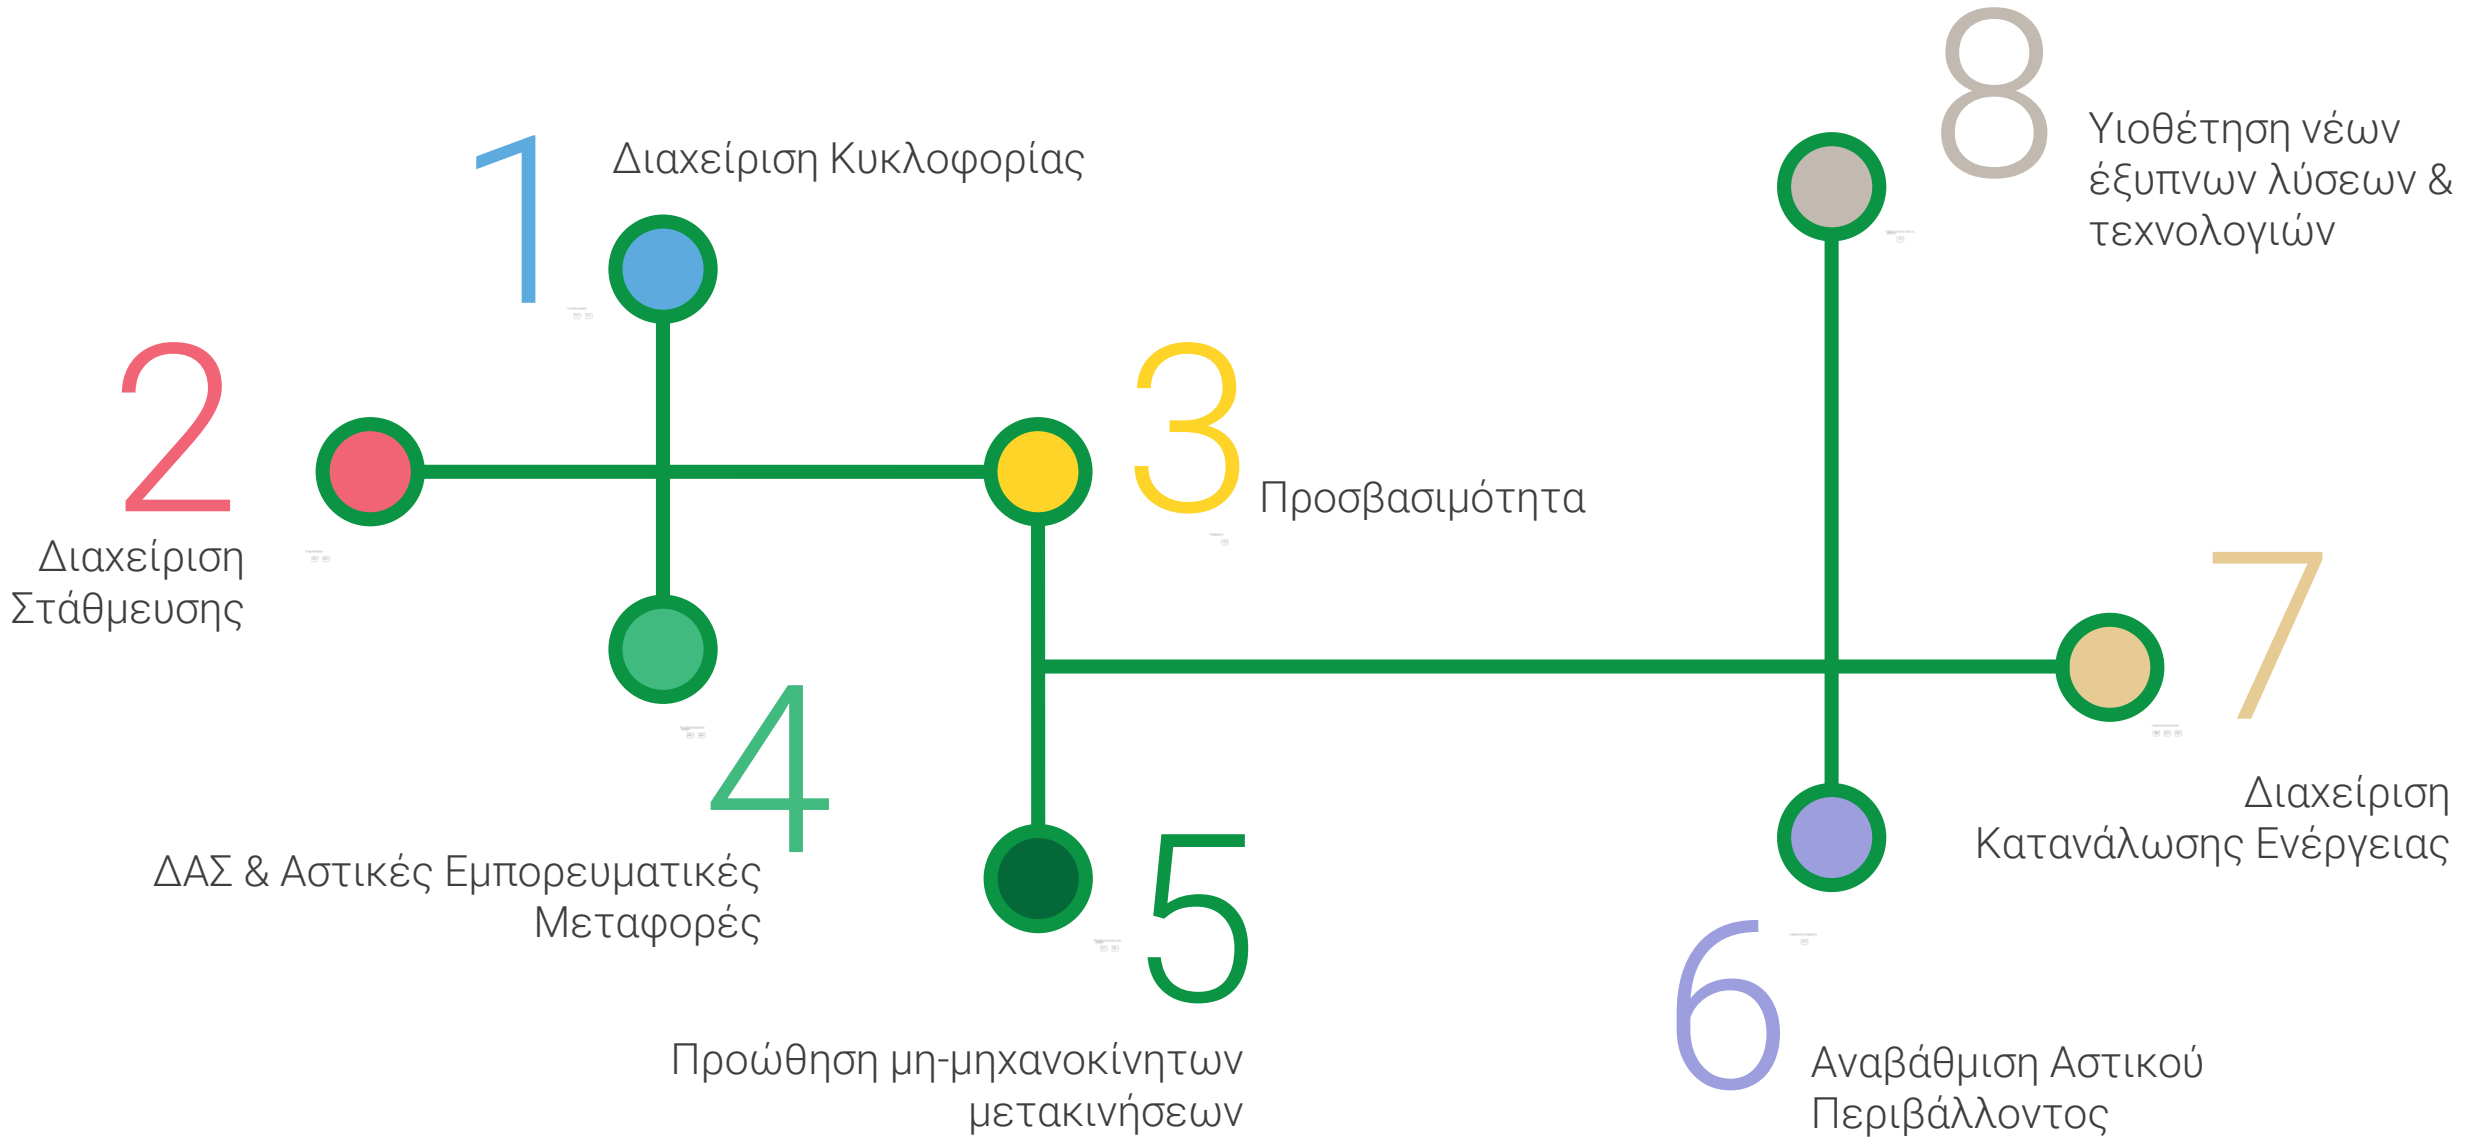 1
Διαχείριση Κυκλοφορίας
2
Διαχείριση
Στάθμευσης
3
Προσβασιμότητα
4
ΔΑΣ & Αστικές Εμπορευματικές
Μεταφορές
5
Προώθηση μη-μηχανοκίνητων
μετακινήσεων
6
Αναβάθμιση Αστικού
Περιβάλλοντος
7
Διαχείριση
Κατανάλωσης Ενέργειας
8
Υιοθέτηση νέων
έξυπνων λύσεων &
τεχνολογιών